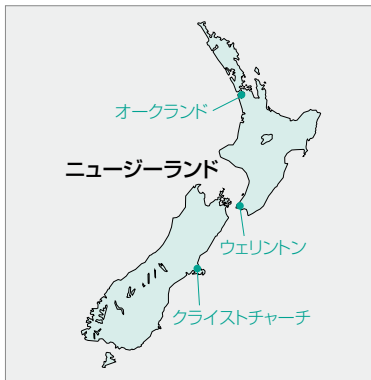 オークランド
ニュージーランド
ウェリントン
クライストチャーチ